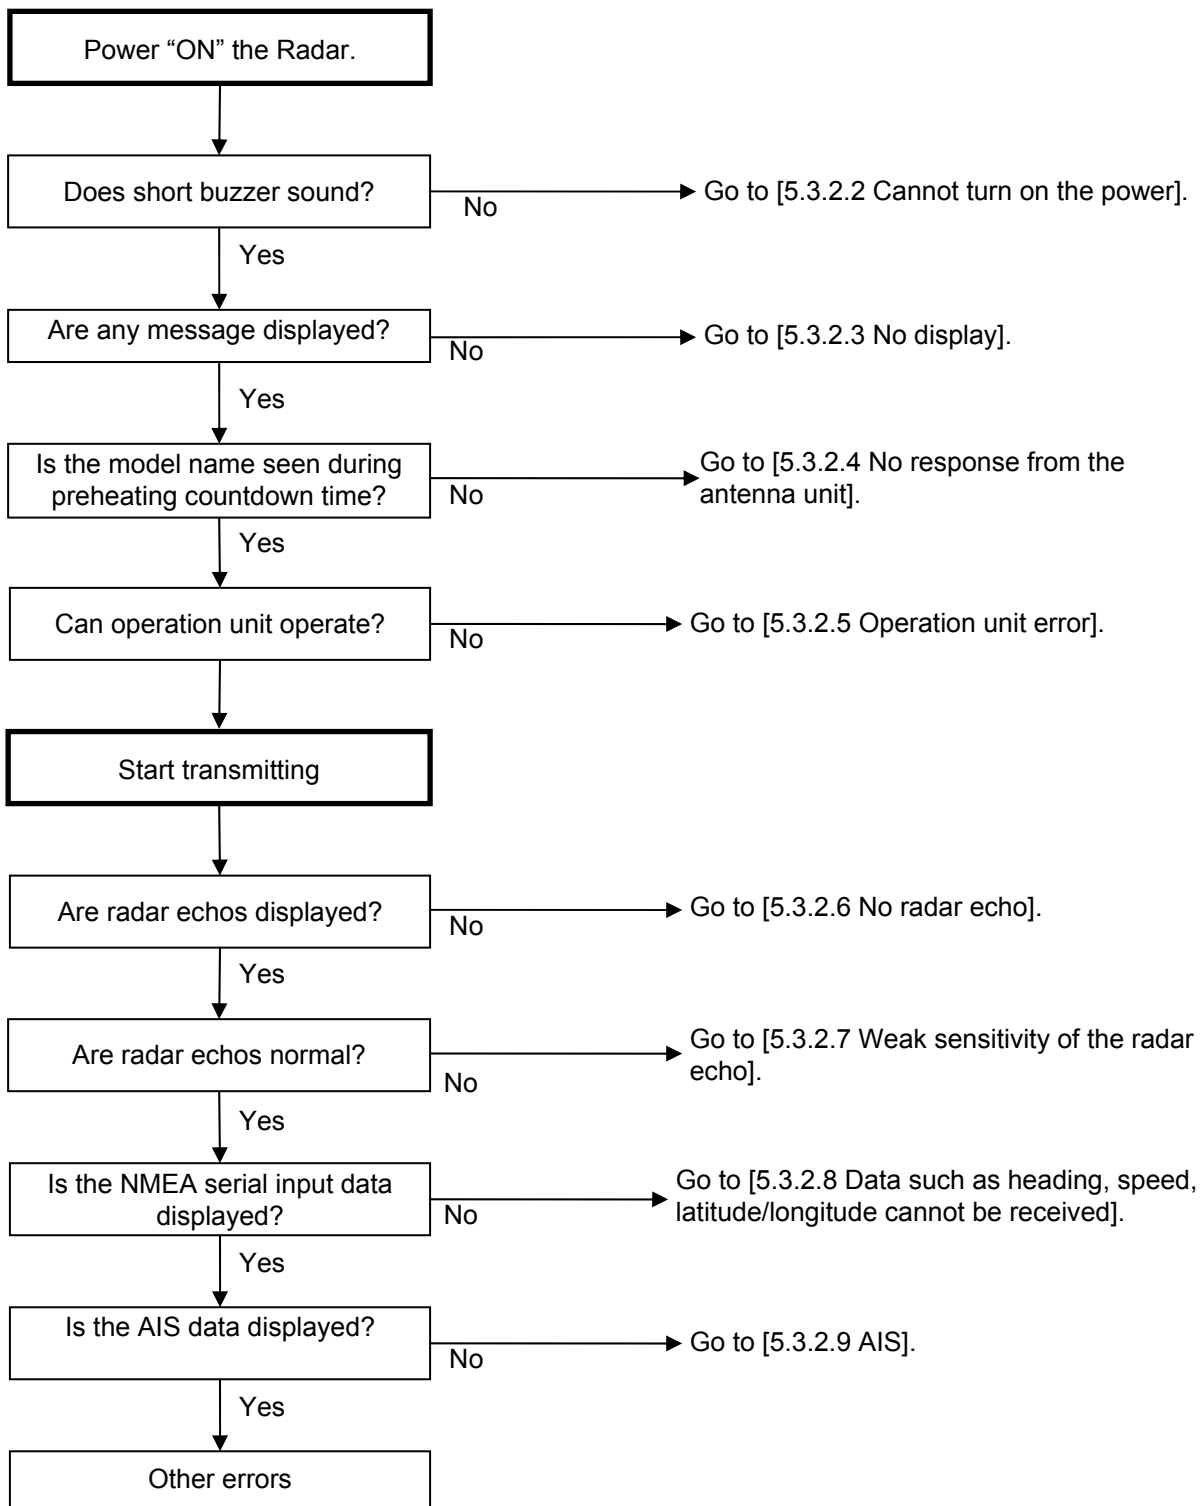 Power “ON” the Radar.
Does short buzzer sound?
No
Go to [5.3.2.2 Cannot turn on the power].
Yes
Are any message displayed?
No
Go to [5.3.2.3 No display].
Yes
Is the model name seen during
preheating countdown time?
No
Go to [5.3.2.4 No response from the
antenna unit].
Yes
Can operation unit operate?
No
Go to [5.3.2.5 Operation unit error].
Start transmitting
Are radar echos displayed?
No
Go to [5.3.2.6 No radar echo].
Yes
Are radar echos normal?
No
Go to [5.3.2.7 Weak sensitivity of the radar
echo].
Yes
Is the NMEA serial input data
displayed?
No
Go to [5.3.2.8 Data such as heading, speed,
latitude/longitude cannot be received].
Yes
Is the AIS data displayed?
No
Go to [5.3.2.9 AIS].
Yes
Other errors